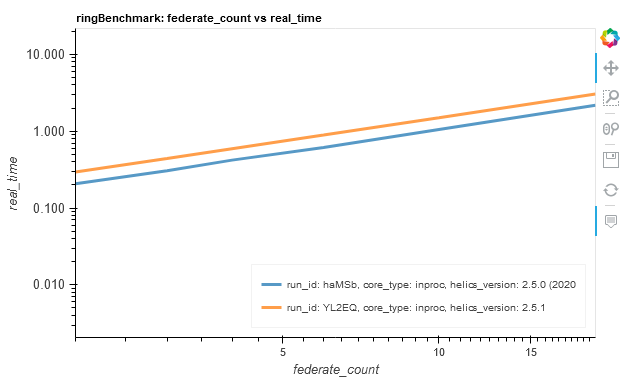 ringBenchmark: federate_count vs real_time
10.000
1.000
0.100
0.010
real_time
run_id: haMSb, core_type: inproc, helics_version: 2.5.0 (2020
run_id: YL2EQ, core_type: inproc, helics_version: 2.5.1
5
10
15
federate_count